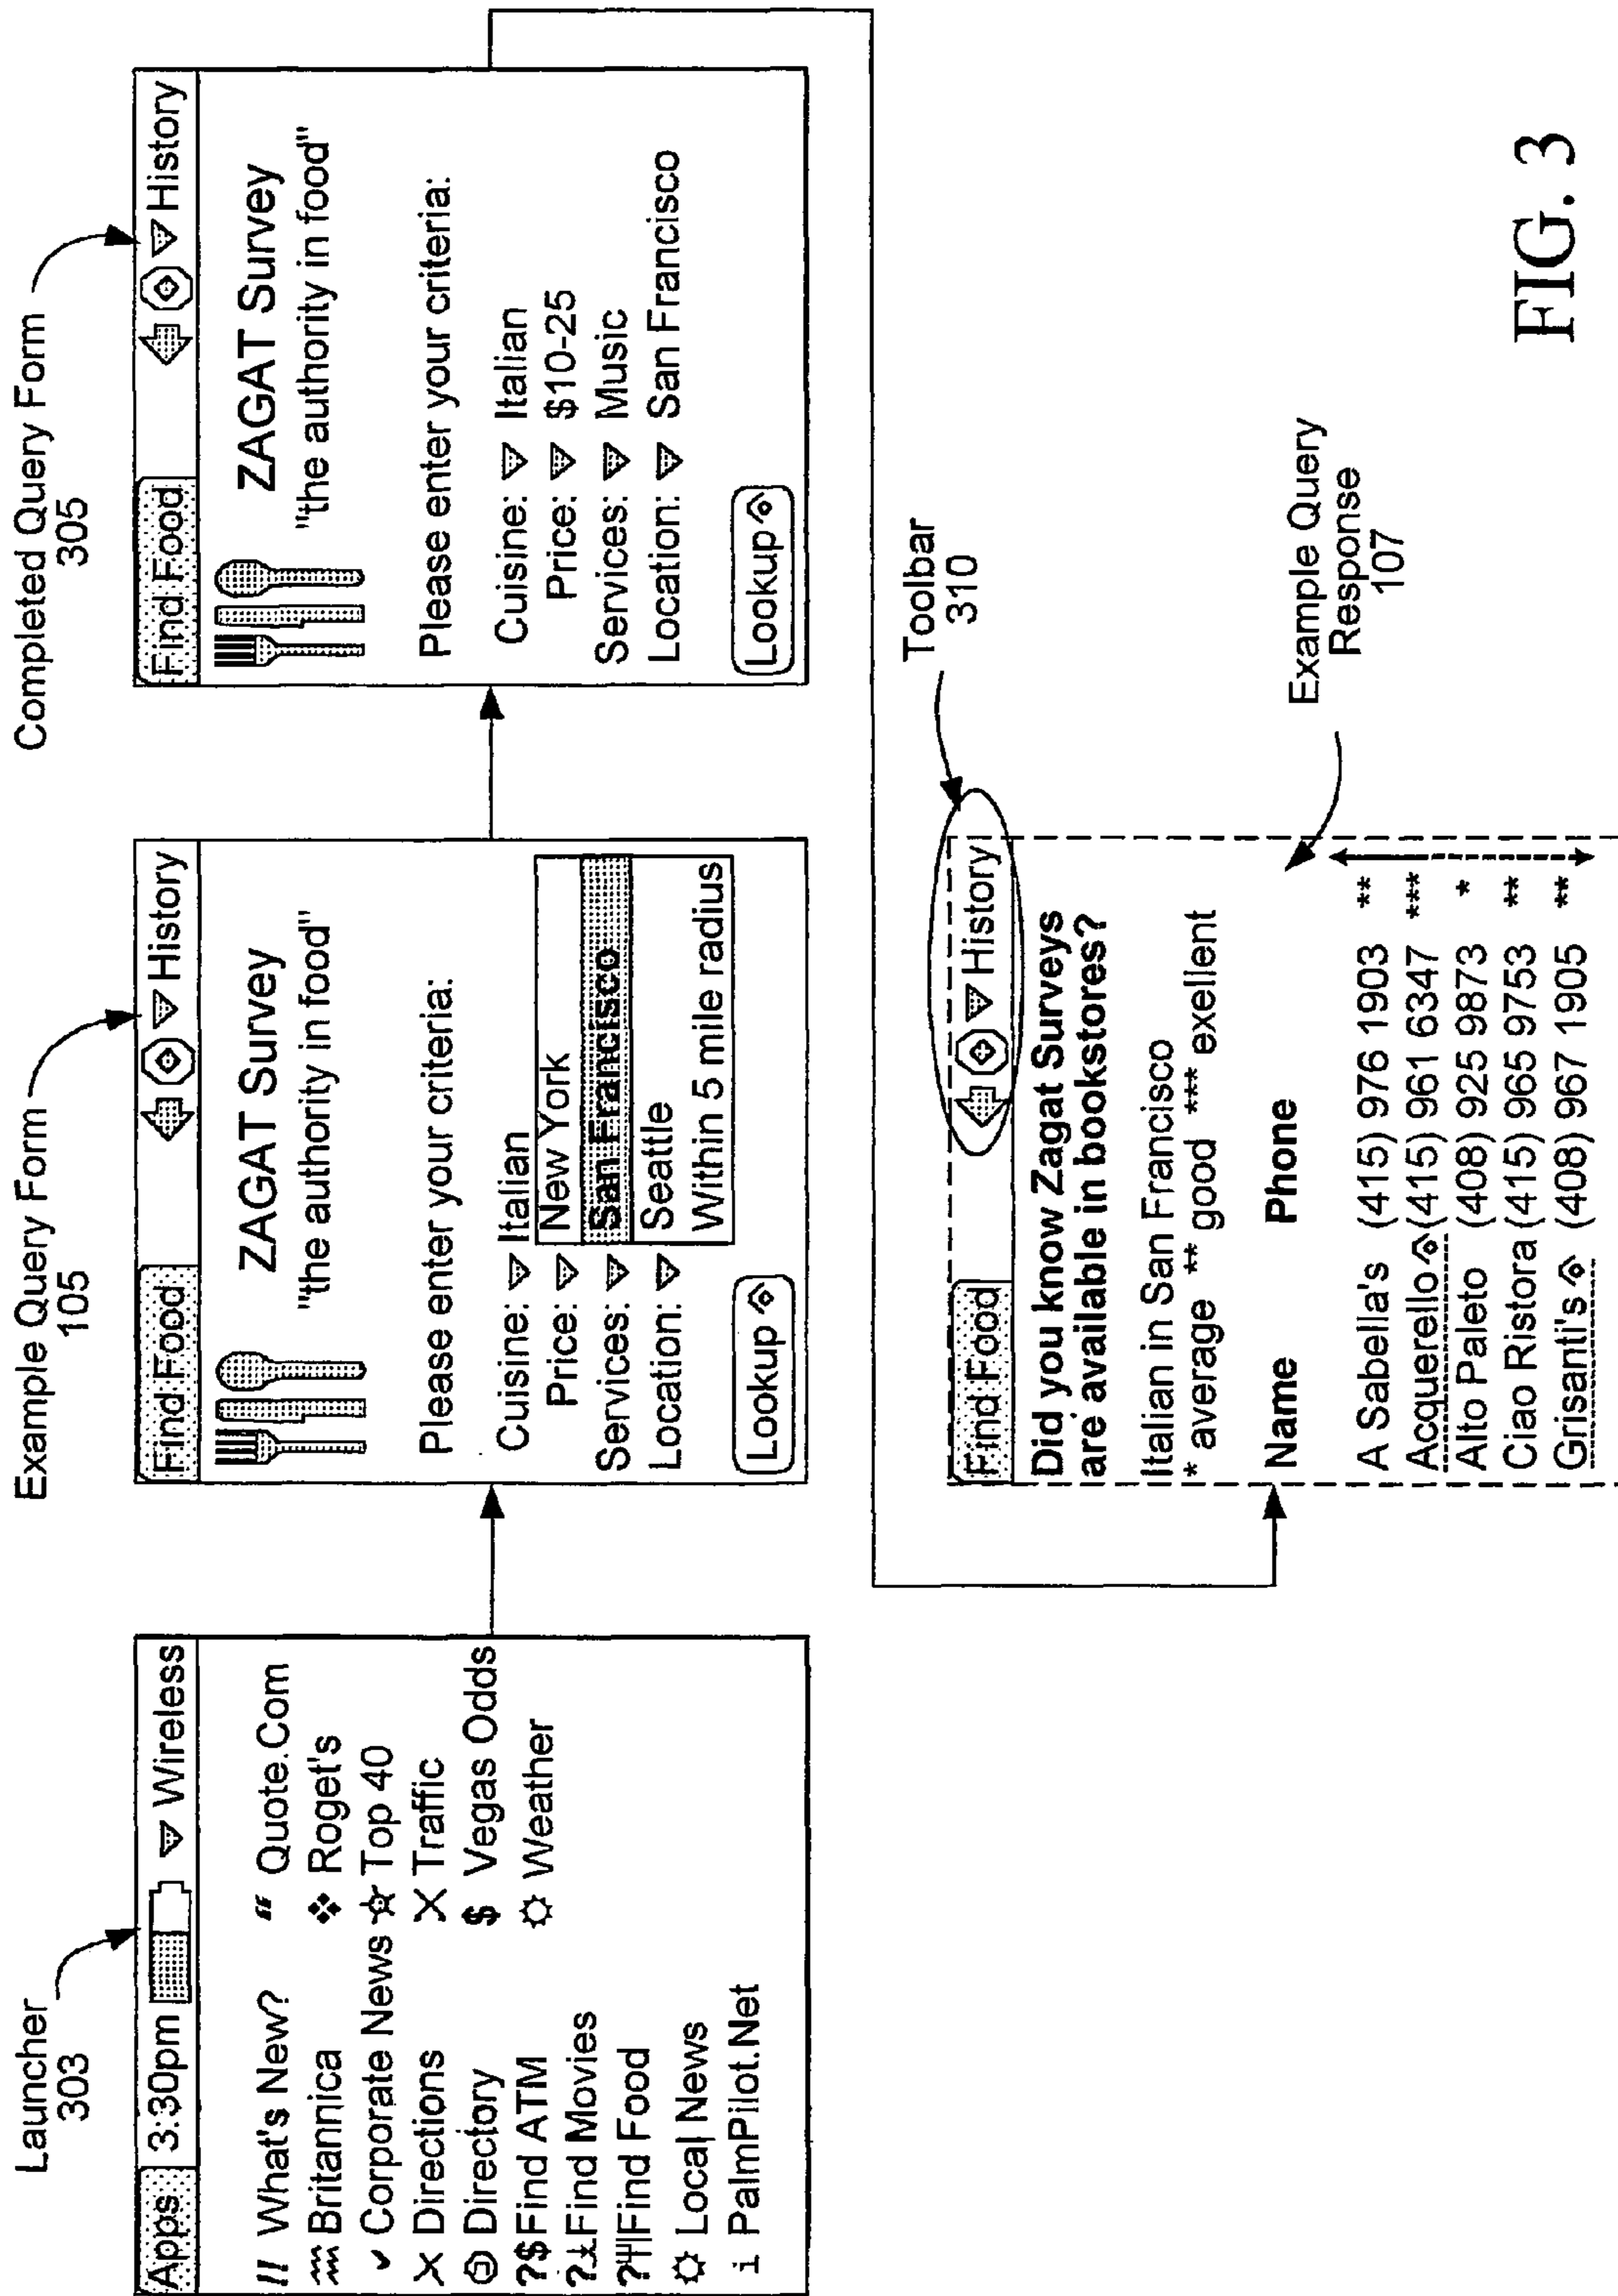 Launcher
303
Apps 3:30pm Wireless
What's New?
Britannica
Corporate News
Directions
Directory
?$Find ATM
?Find Movies
?Find Food
Local News
i PalmPilot.Net
“ Quote.Com
Roget's
Top 40
Traffic
$ Vegas Odds
Weather
Example Query Form
105
Find Food History
ZAGAT Survey
"the authority in food"
Please enter your criteria:
Cuisine: Italian
Price:
Services:
Location:
New York
San Francisco
Seattle
Within 5 mile radius
Lookup
Completed Query Form
305
Find Food History
ZAGAT Survey
"the authority in food"
Please enter your criteria:
Cuisine: Italian
Price: $10-25
Services: Music
Location: San Francisco
Lookup
Toolbar
310
Find Food History
Did you know Zagat Surveys
are available in bookstores?
Italian in San Francisco
* average ** good *** exellent
Name Phone
A Sabella's (415) 976 1903 **
Acquerello (415) 961 6347 ***
Alto Paleto (408) 925 9873 *
Ciao Ristora (415) 965 9753 **
Grisanti's (408) 967 1905 **
Example Query
Response
107
FIG. 3